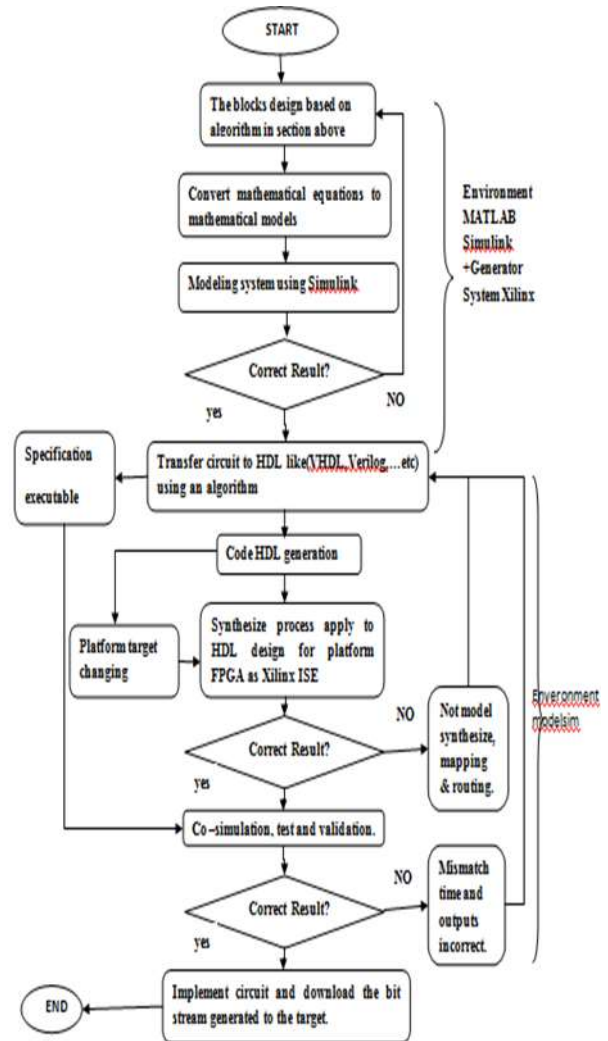 START
The blocks design based on
algorithm in section above
Convert mathematical equations to
mathematical models
Modeling system using Simulink
Correct Result?
NO
yes
Environment
MATLAB
Simulink
+Generator
System Xilinx
Specification
executable
Transfer circuit to HDL like(VHDL,Verilog,...etc)
using an algorithm
Code HDL generation
Platform target
changing
Synthesize process apply to
HDL design for platform
FPGA as Xilinx ISE
Correct Result?
NO
yes
Not model
synthesize,
mapping
& routing.
Enveronment
modelsim
Co –simulation, test and validation.
Correct Result?
NO
yes
Mismatch
time and
outputs
incorrect.
Implement circuit and download the bit
stream generated to the target.
END